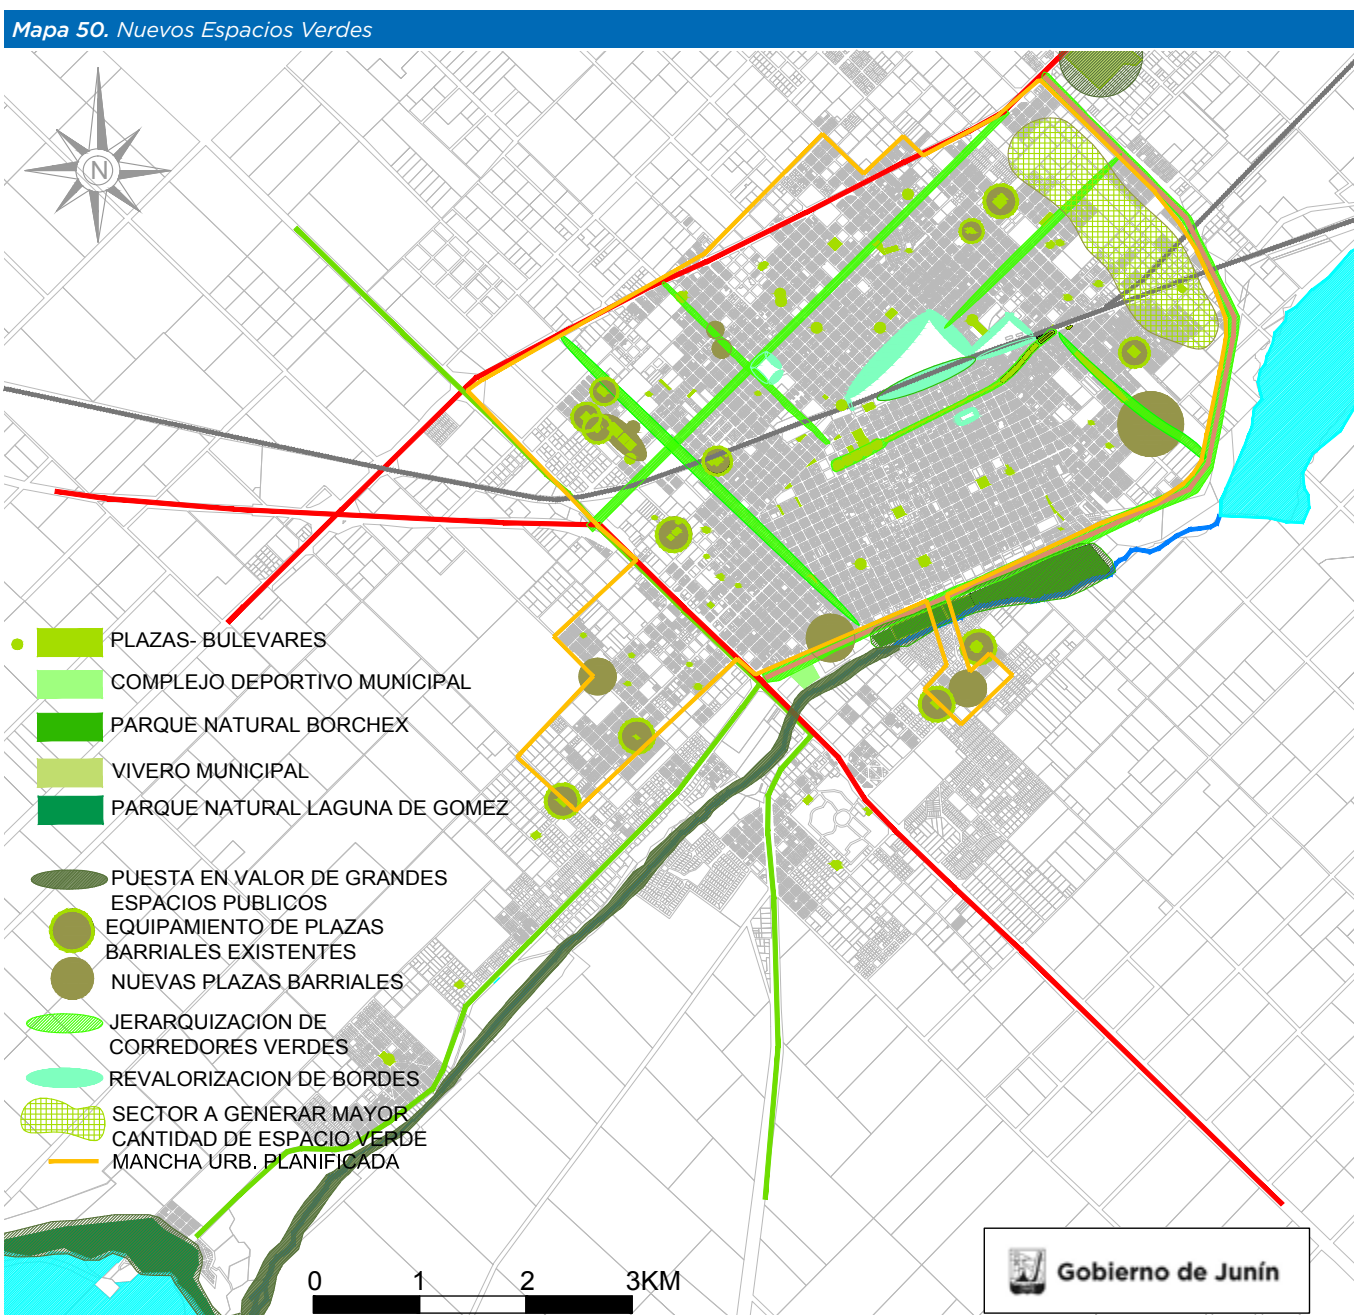 Mapa 50. Nuevos Espacios Verdes
N
PLAZAS- BULEVARES
COMPLEJO DEPORTIVO MUNICIPAL
PARQUE NATURAL BORCHEX
VIVERO MUNICIPAL
PARQUE NATURAL LAGUNA DE GOMEZ
PUESTA EN VALOR DE GRANDES
ESPACIOS PUBLICOS
EQUIPAMIENTO DE PLAZAS
BARRIALES EXISTENTES
NUEVAS PLAZAS BARRIALES
JERARQUIZACION DE
CORREDORES VERDES
REVALORIZACION DE BORDES
SECTOR A GENERAR MAYOR
CANTIDAD DE ESPACIO VERDE
MANCHA URB. PLANIFICADA
0 1 2 3KM
Gobierno de Junín